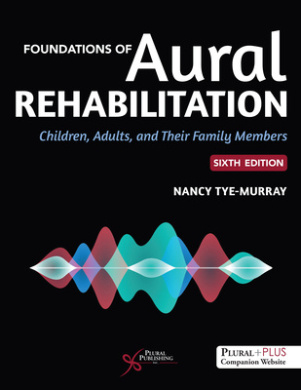 FOUNDATIONS OF Aural
REHABILITATION
Children, Adults, and Their Family Members
SIXTH EDITION
NANCY TYE-MURRAY
PLURAL
PUBLISHING
PLURAL+PLUS
Companion Website